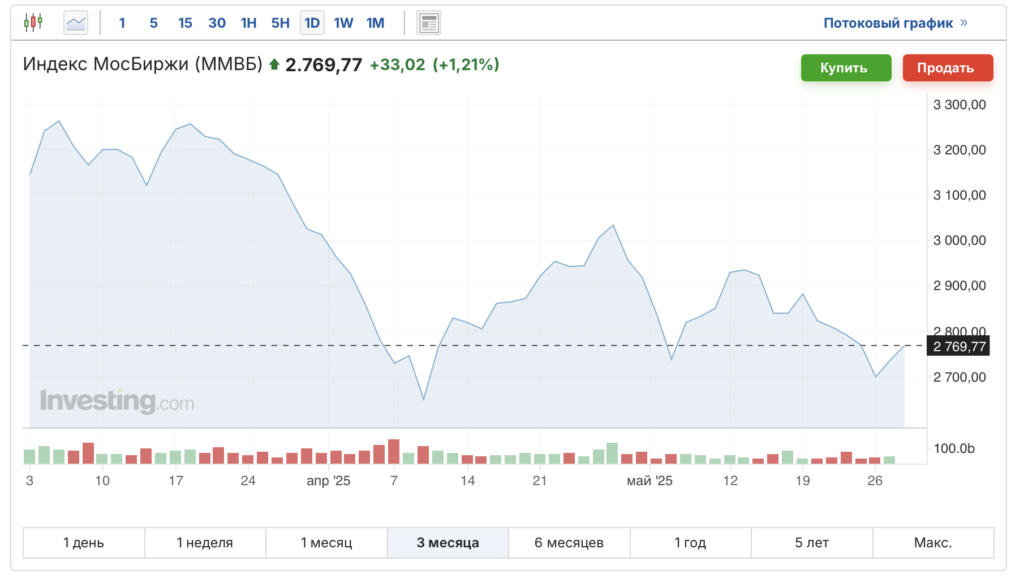 1 5 15 30 1H 5H 1D 1W 1M Потоковый график »
Индекс МосБиржи (ММВБ) 2.769,77 +33,02 (+1,21%) Купить Продать
3 300,00
3 200,00
3 100,00
3 000,00
2 900,00
2 800,00
2 769,77
2 700,00
Investing.com
100.0b
3 10 17 24 апр '25 7 14 21 май '25 12 19 26
1 день 1 неделя 1 месяц 3 месяца 6 месяцев 1 год 5 лет Макс.